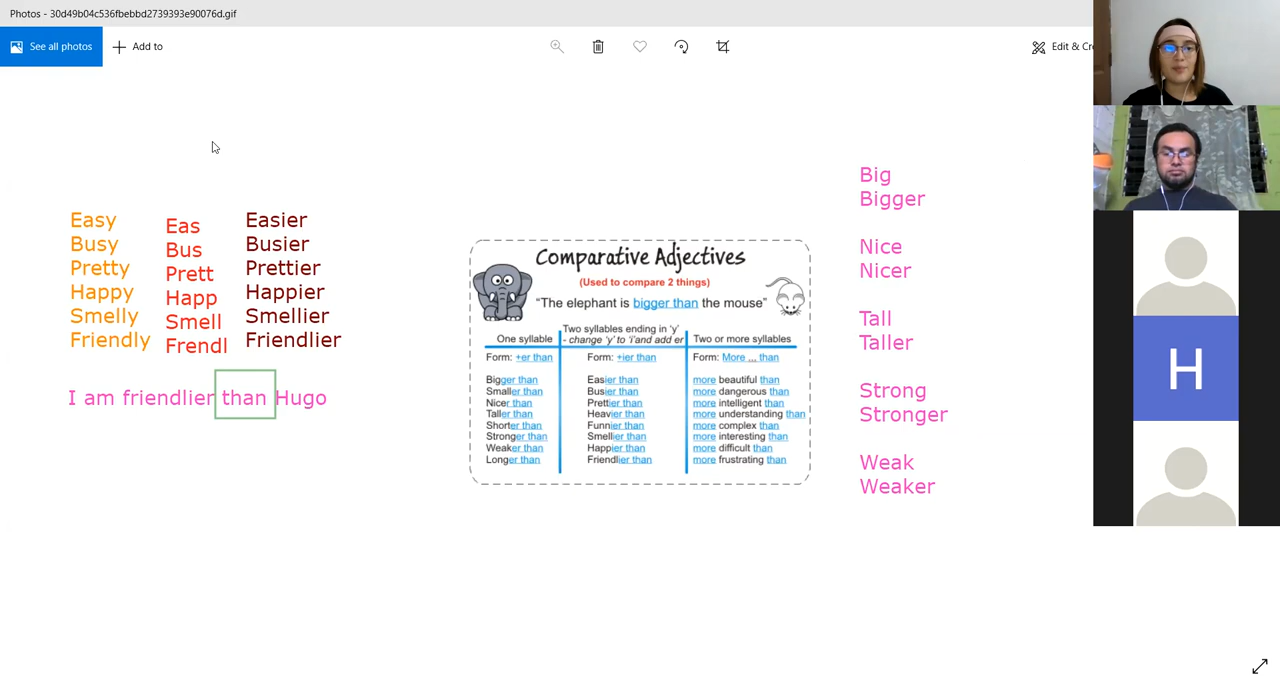 Photos - 30d49b04c536fbebbd2739393e90076d.gif
See all photos
Add to
Edit & Cr
Easy
Busy
Pretty
Happy
Smelly
Friendly
Eas
Bus
Prett
Happ
Smell
Frendl
Easier
Busier
Prettier
Happier
Smellier
Friendlier
I am friendlier than Hugo
Comparative Adjectives
(Used to compare 2 things)
“The elephant is bigger than the mouse”
One syllable
Two syllables ending in 'y'
- change 'y' to 'i'and add er
Two or more syllables
Form: +er than
Form: +ier than
Form: More ... than
Bigger than
Easier than
more beautiful than
Smaller than
Busier than
more dangerous than
Nicer than
Prettier than
more intelligent than
Taller than
Heavier than
more understanding than
Shorter than
Funnier than
more complex than
Stronger than
Smellier than
more interesting than
Weaker than
Happier than
more difficult than
Longer than
Friendlier than
more frustrating than
Big
Bigger
Nice
Nicer
Tall
Taller
Strong
Stronger
Weak
Weaker
H